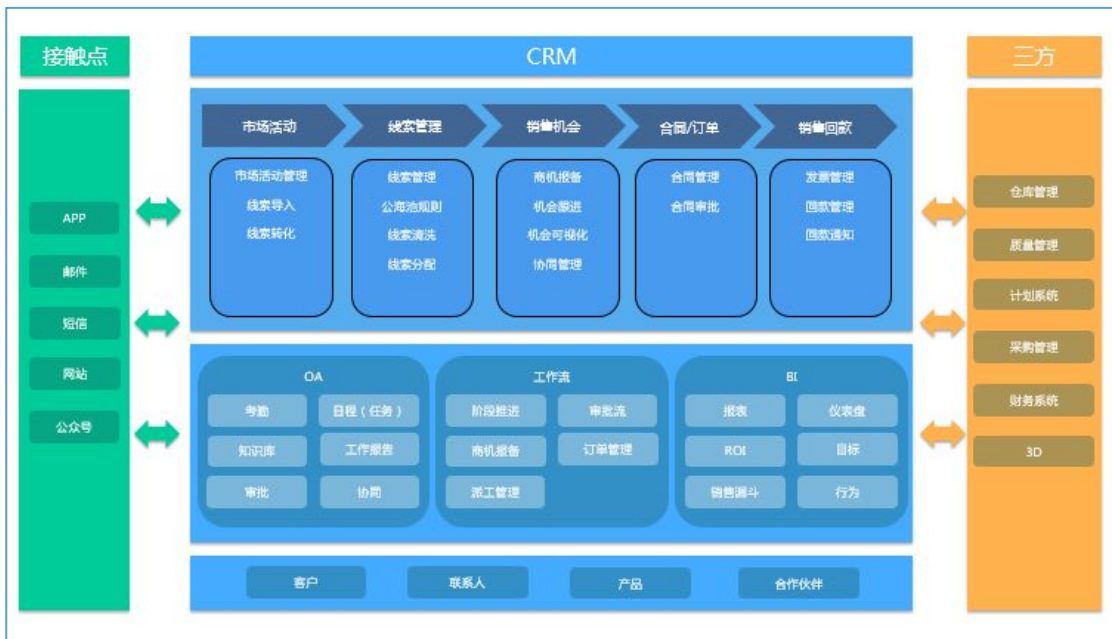 接触点
CRM
三方
APP
邮件
短信
网站
公众号
市场活动
线索管理
销售机会
合同/订单
销售回款
市场活动管理
线索导入
线索转化
线索管理
公海池规则
线索清洗
线索分配
商机报备
机会跟进
机会可视化
协同管理
合同管理
合同审批
发票管理
回款管理
回款通知
OA
考勤
日程（任务）
知识库
工作报告
审批
协同
工作流
阶段推进
审批流
商机报备
订单管理
派工管理
BI
报表
仪表盘
ROI
目标
销售漏斗
行为
客户
联系人
产品
合作伙伴
仓库管理
质量管理
计划系统
采购管理
财务系统
3D